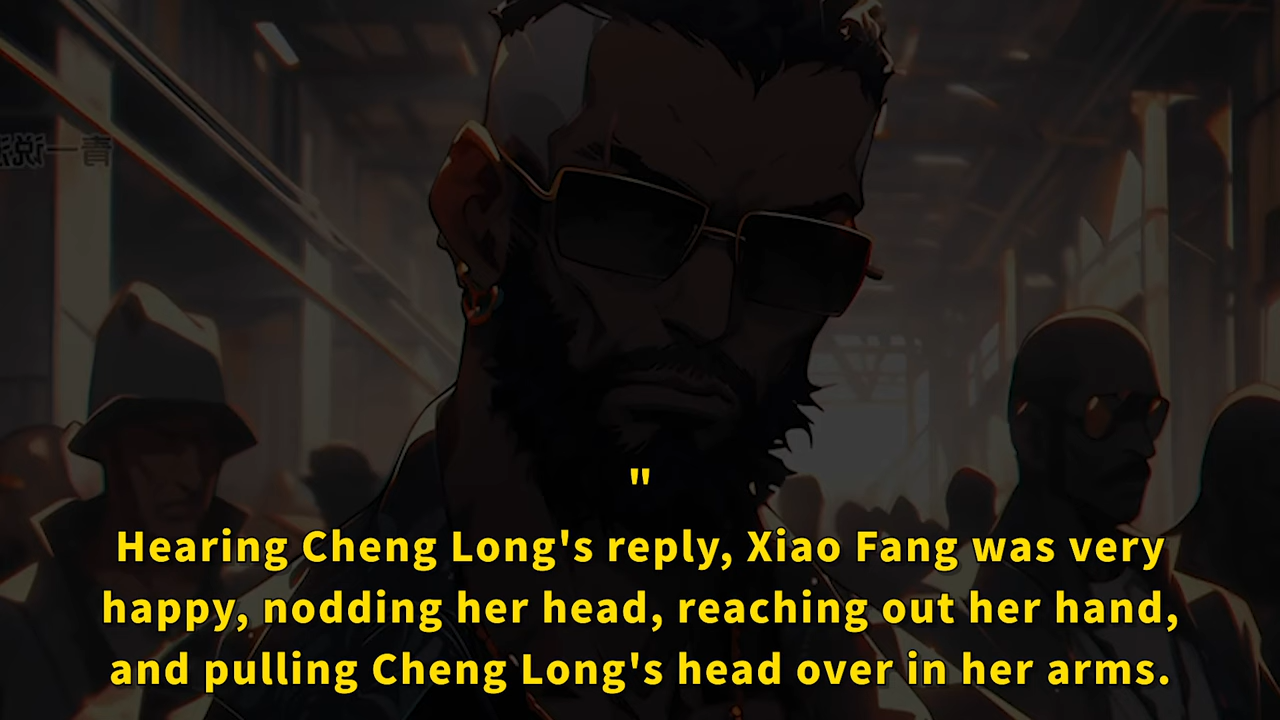 "
Hearing Cheng Long's reply, Xiao Fang was very
happy, nodding her head, reaching out her hand,
and pulling Cheng Long's head over in her arms.